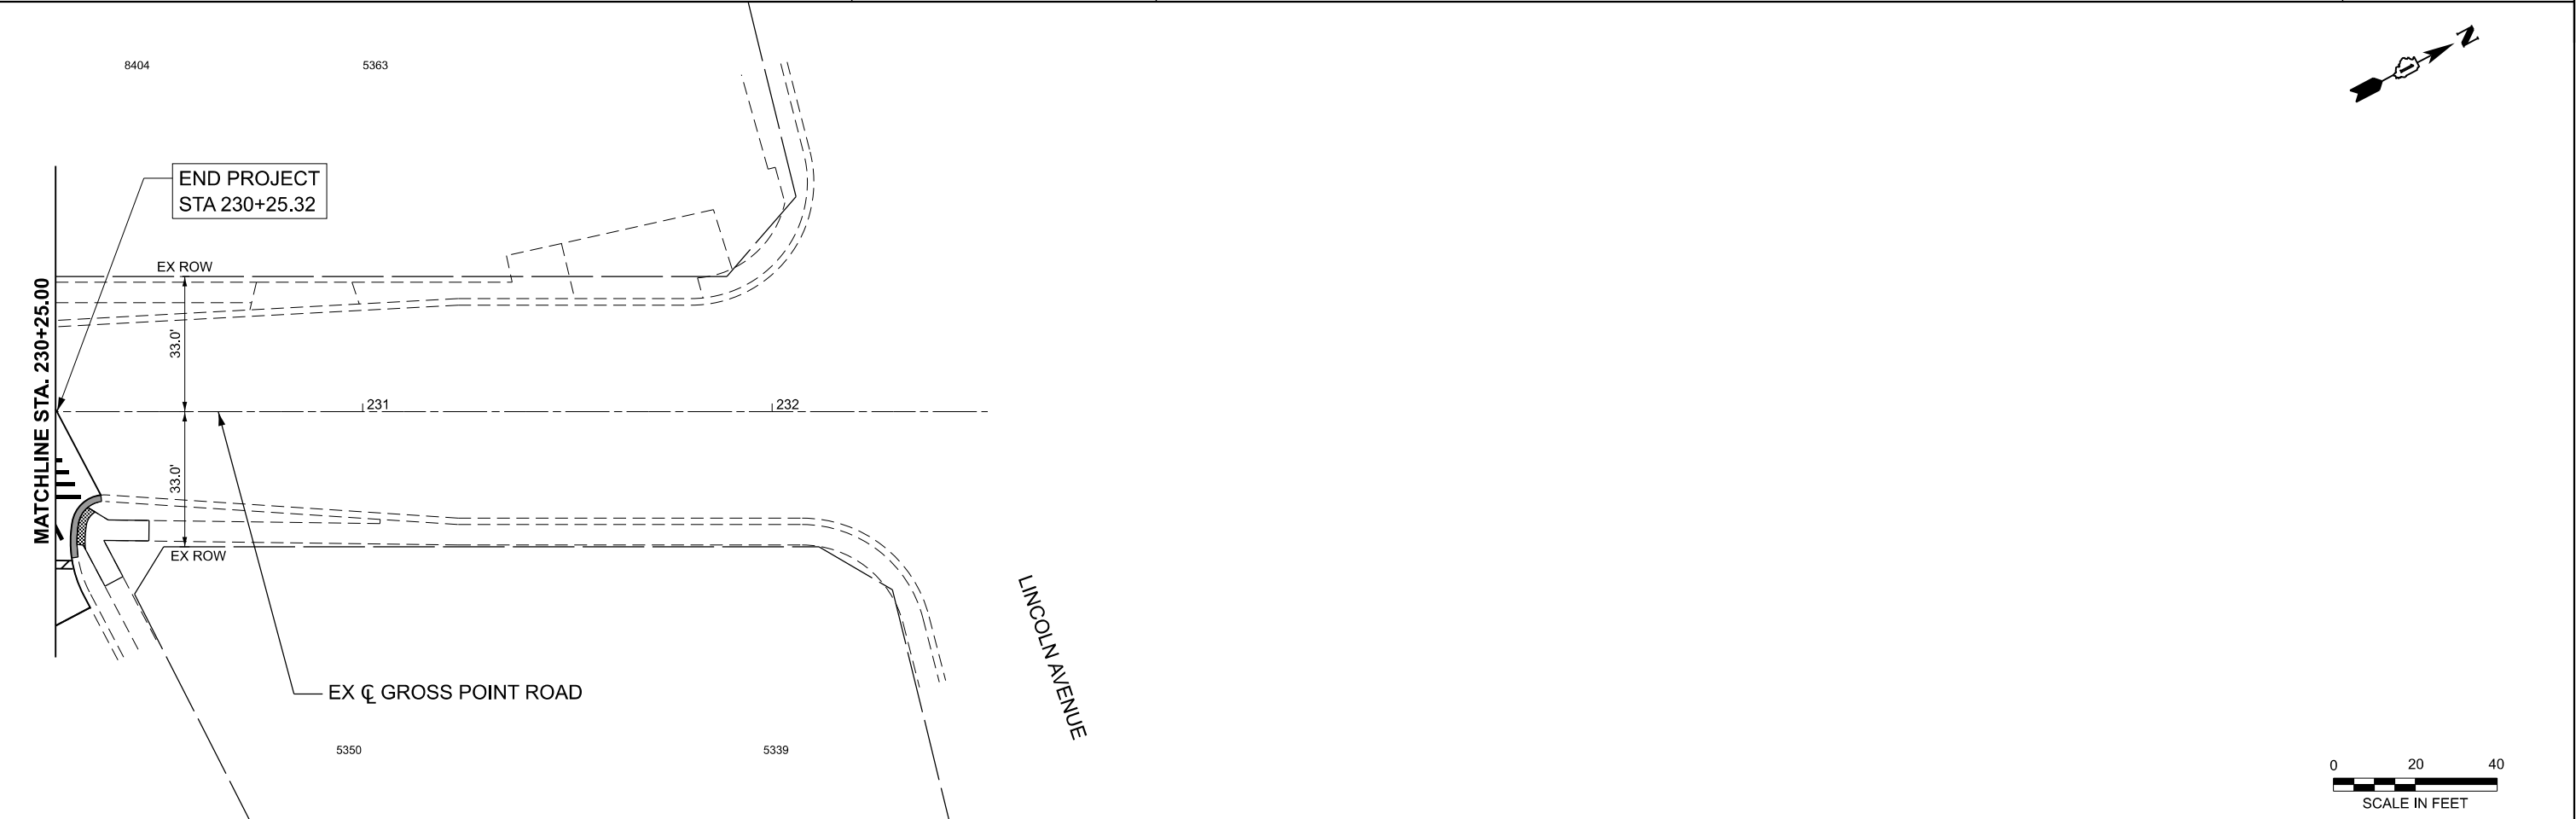 N
8404
5363
END PROJECT
STA 230+25.32
EX ROW
MATCHLINE STA. 230+25.00
33.0'
231
232
33.0'
EX ROW
LINCOLN AVENUE
EX ℄ GROSS POINT ROAD
5350
5339
0 20 40
SCALE IN FEET